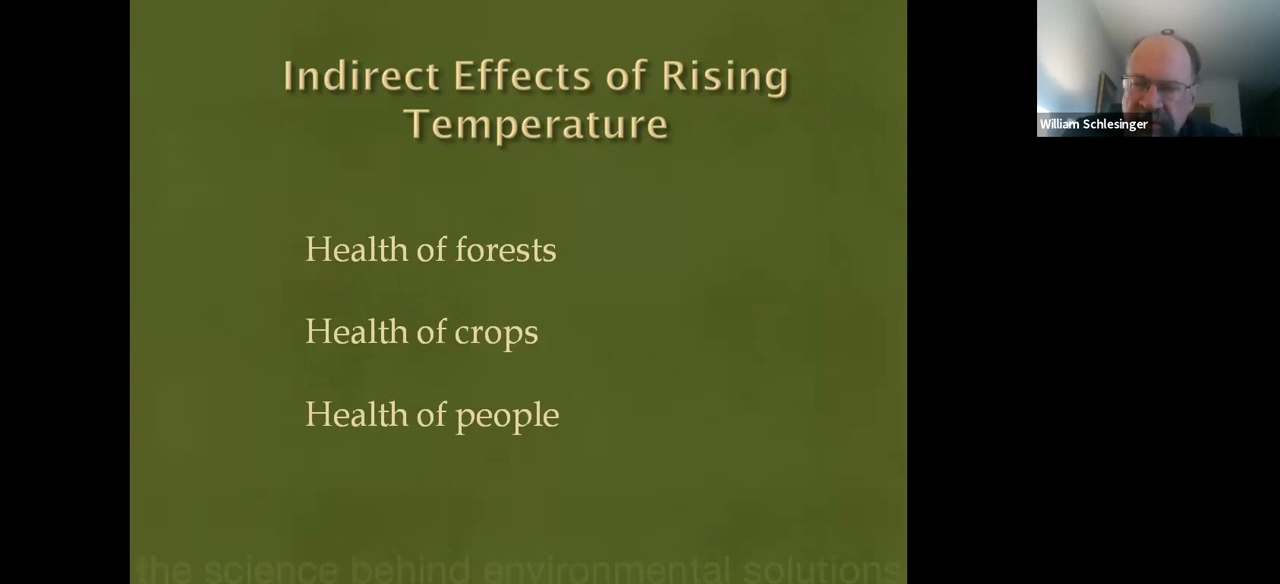 Indirect Effects of Rising
Temperature
Health of forests
Health of crops
Health of people
the science behind environmental solutions
William Schlesinger